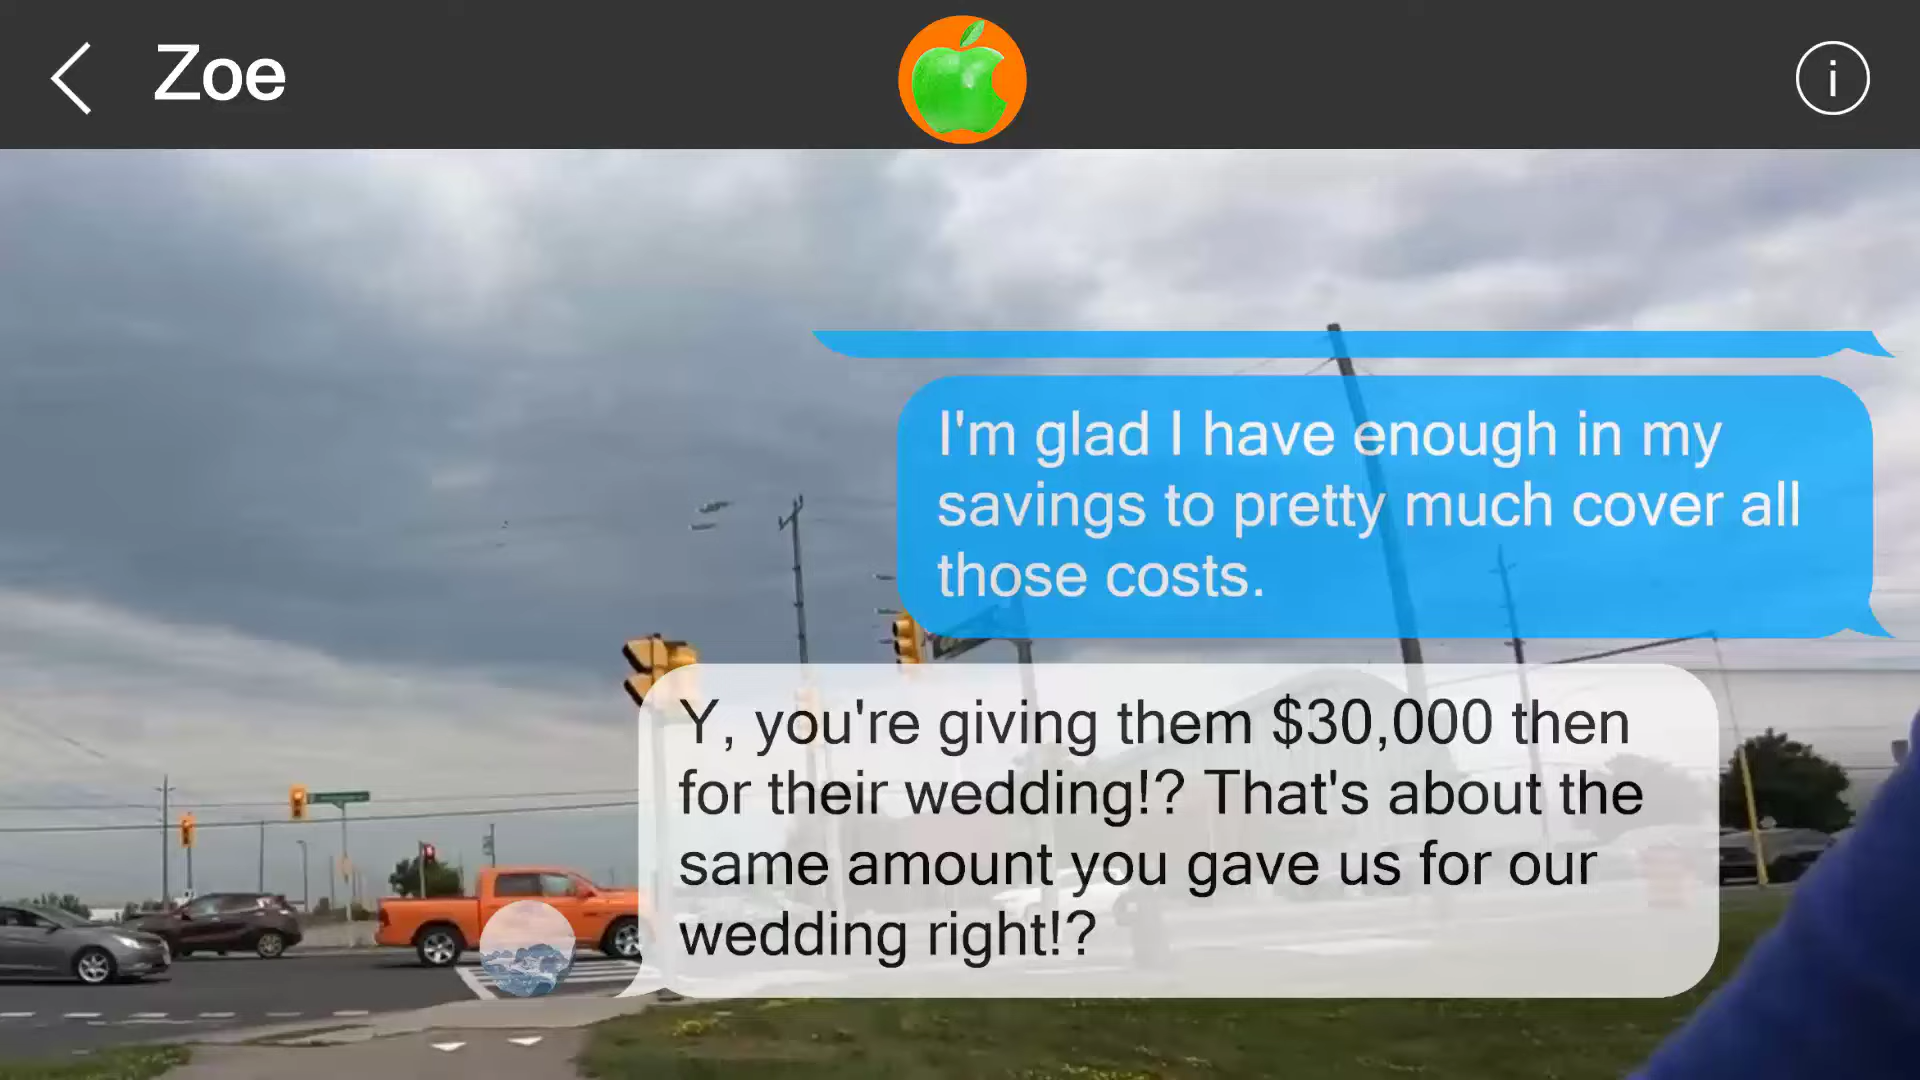 Zoe
i
I'm glad I have enough in my
savings to pretty much cover all
those costs.
Y, you're giving them $30,000 then
for their wedding!? That's about the
same amount you gave us for our
wedding right!?